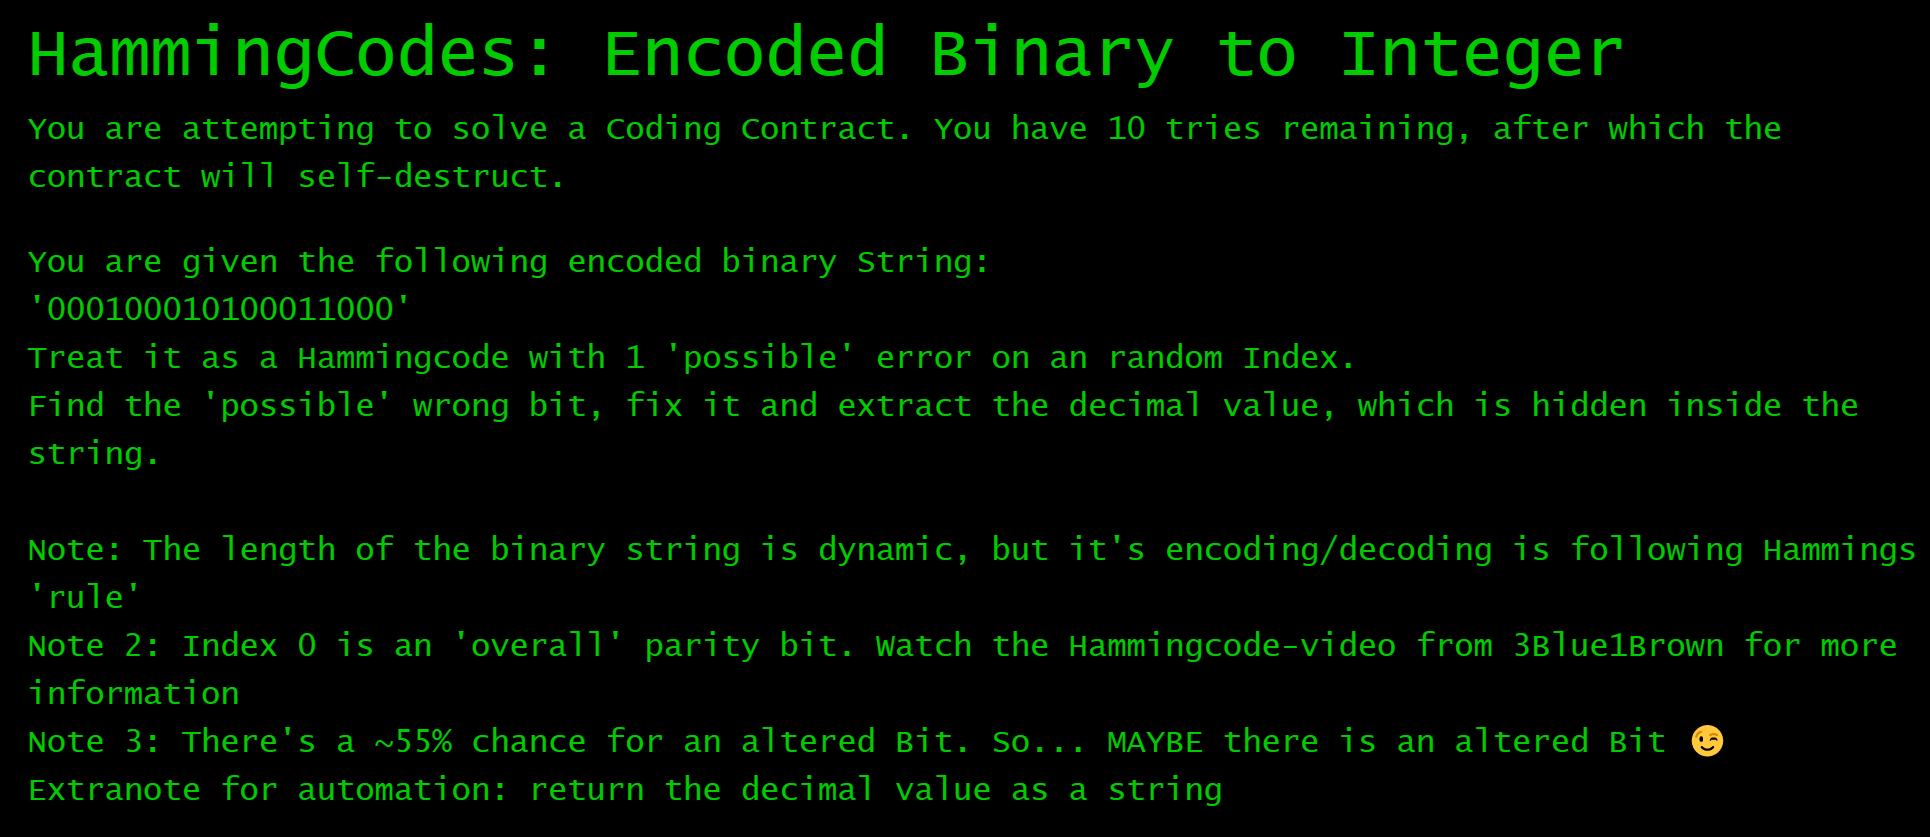 HammingCodes: Encoded Binary to Integer
You are attempting to solve a Coding Contract. You have 10 tries remaining, after which the
contract will self-destruct.
You are given the following encoded binary String:
'000100010100011000'
Treat it as a Hammingcode with 1 'possible' error on an random Index.
Find the 'possible' wrong bit, fix it and extract the decimal value, which is hidden inside the
string.
Note: The length of the binary string is dynamic, but it's encoding/decoding is following Hammings
'rule'
Note 2: Index 0 is an 'overall' parity bit. Watch the Hammingcode-video from 3Blue1Brown for more
information
Note 3: There's a ~55% chance for an altered Bit. So... MAYBE there is an altered Bit 😉
Extranote for automation: return the decimal value as a string